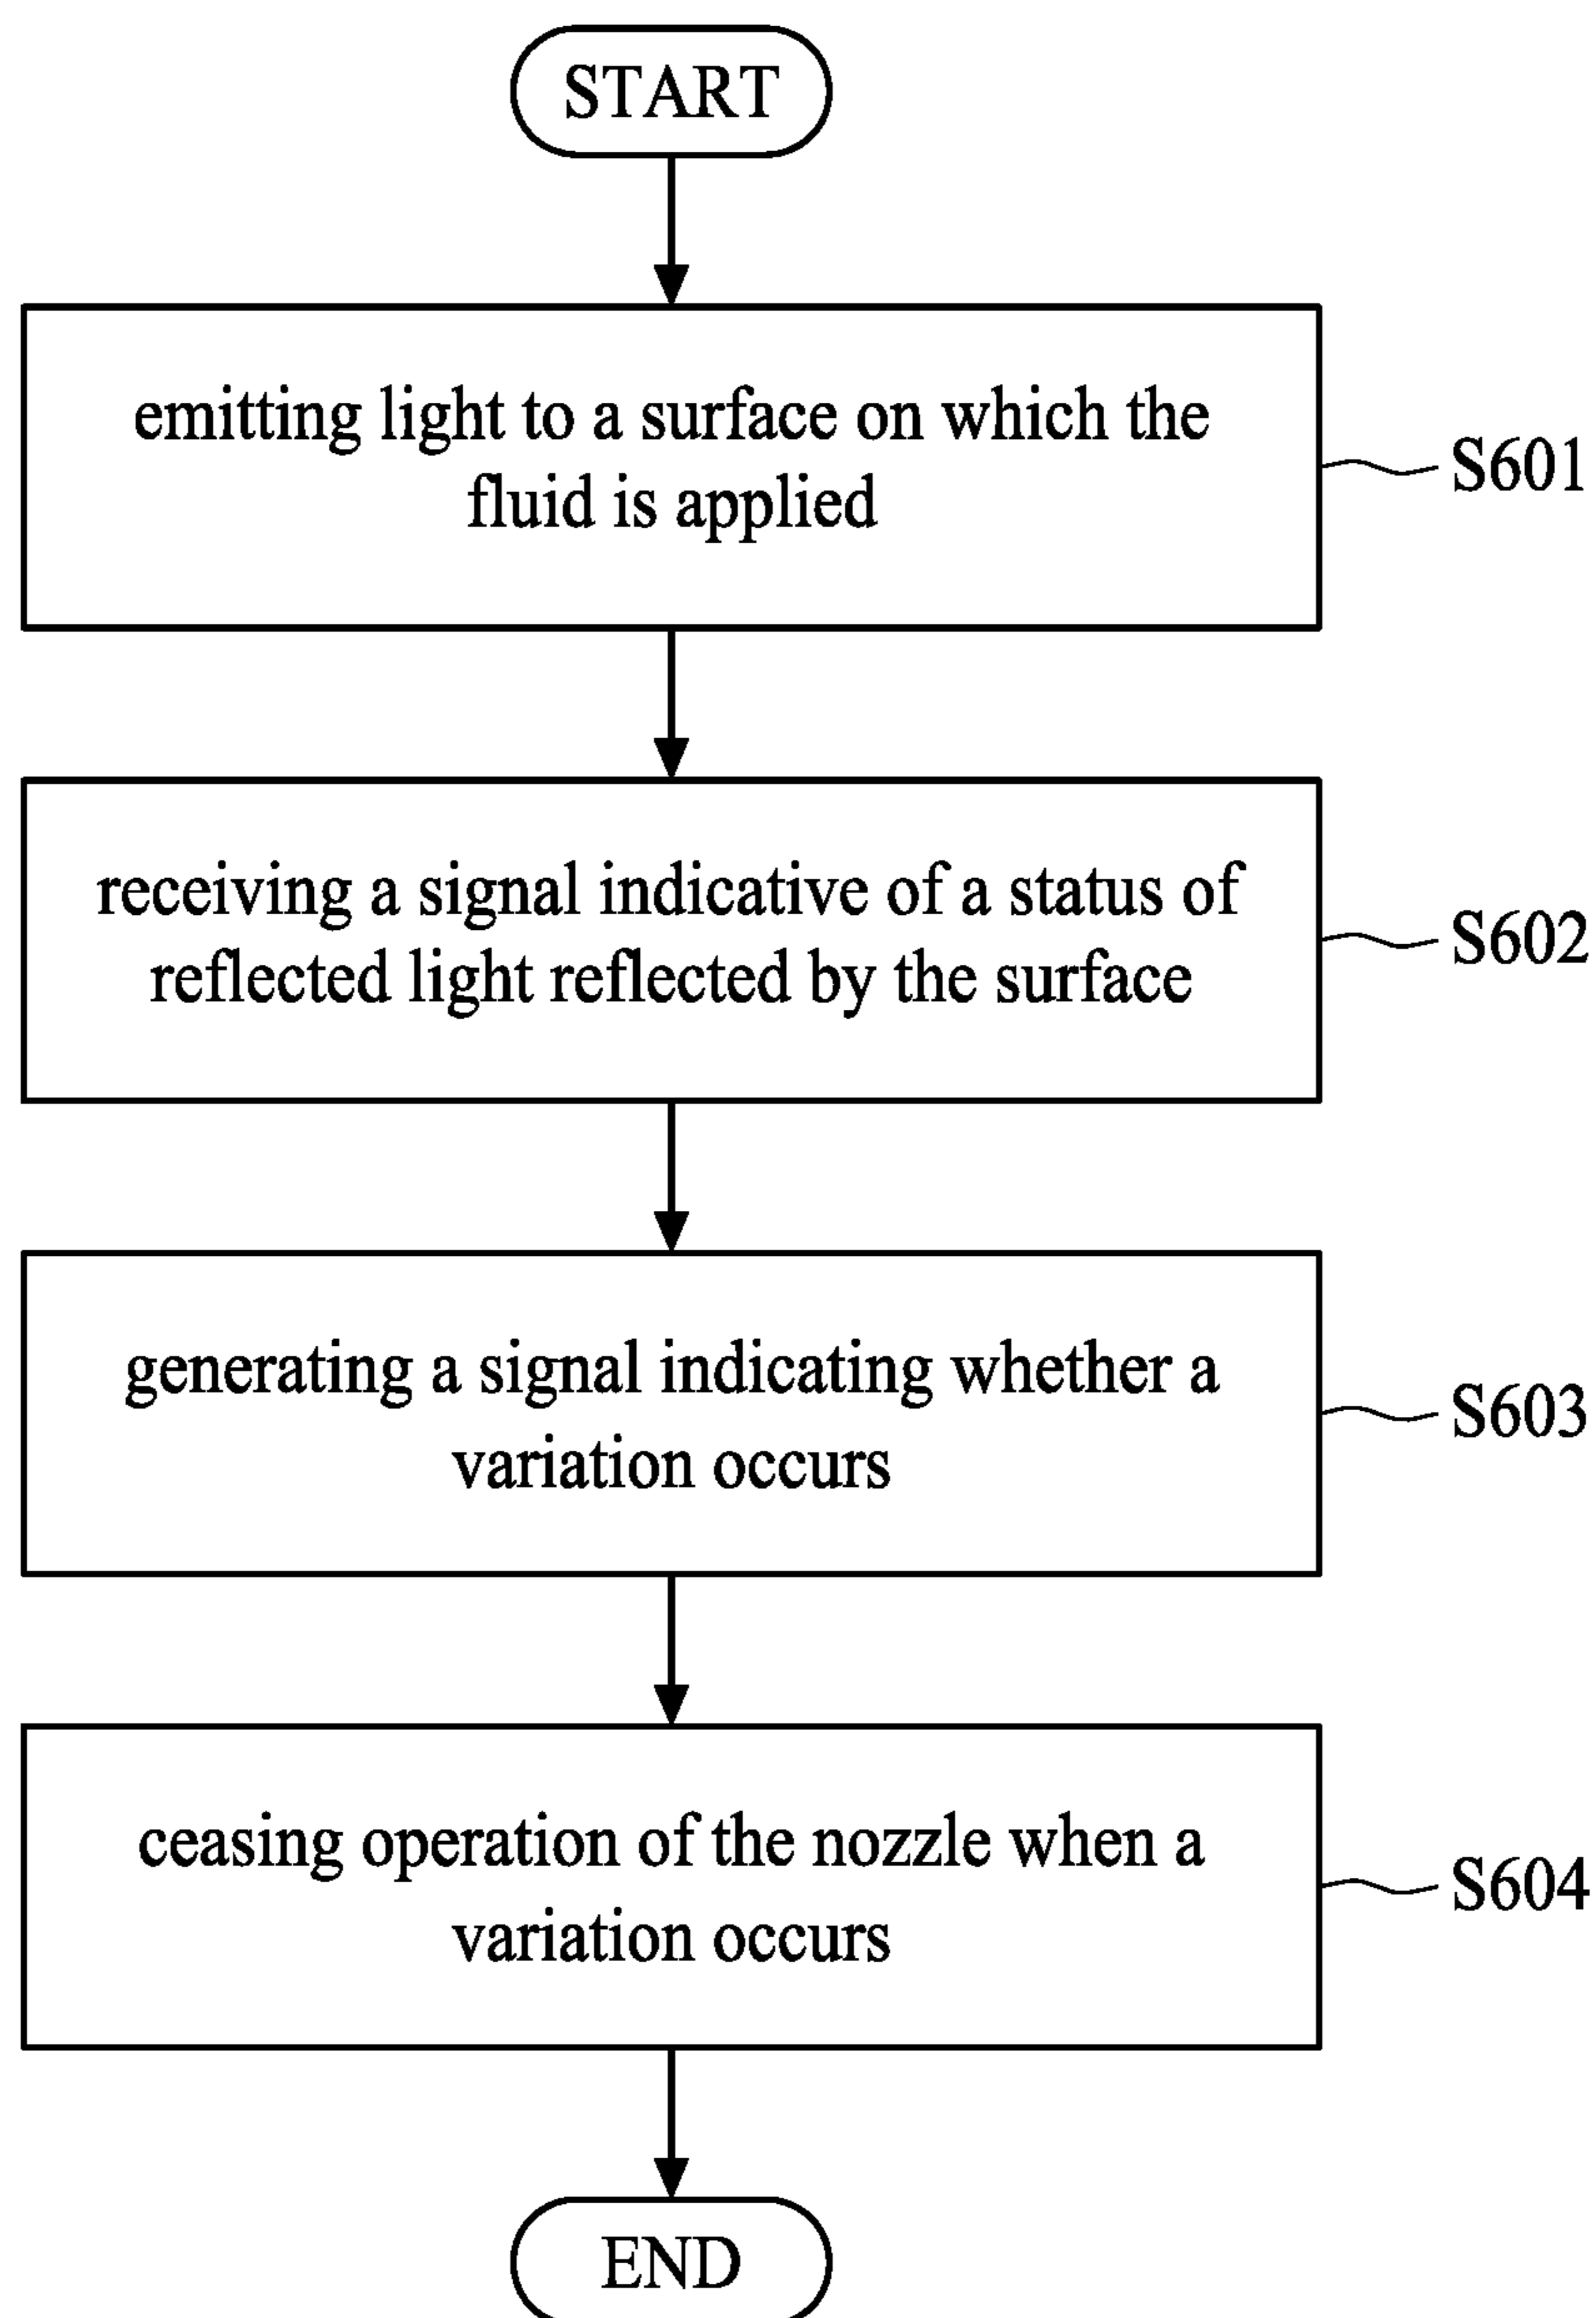 START
emitting light to a surface on which the
fluid is applied
S601
receiving a signal indicative of a status of
reflected light reflected by the surface
S602
generating a signal indicating whether a
variation occurs
S603
ceasing operation of the nozzle when a
variation occurs
S604
END